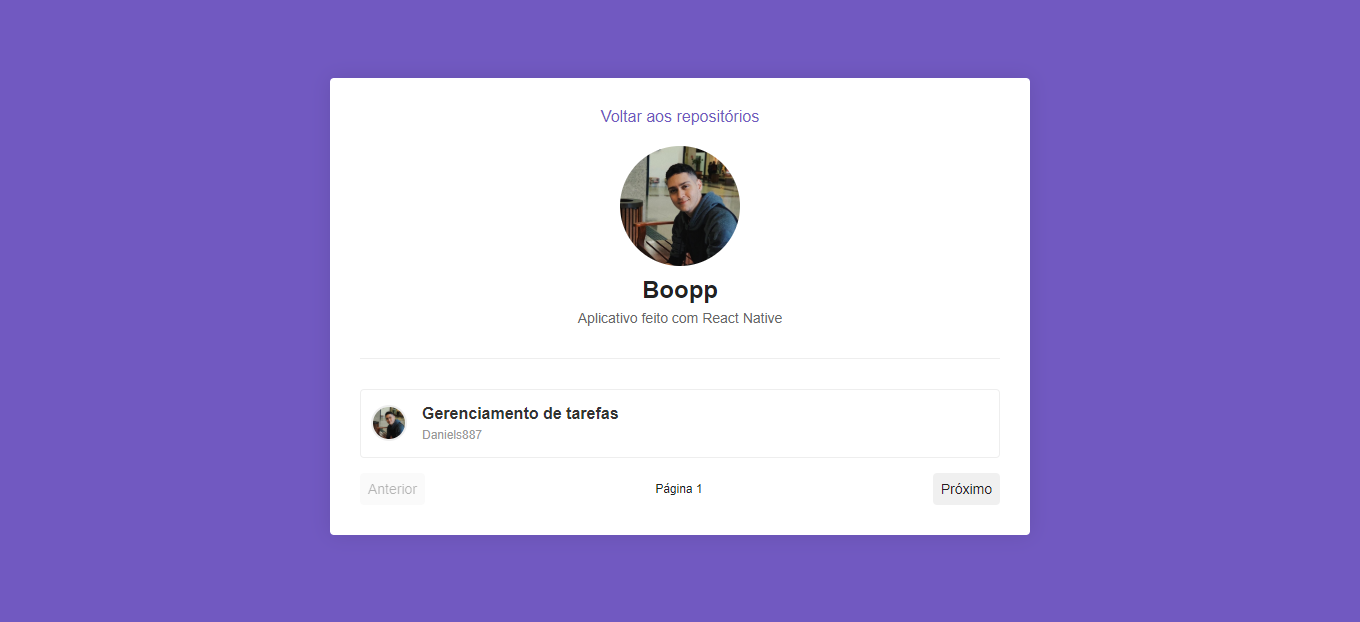 Voltar aos repositórios
Boopp
Aplicativo feito com React Native
Gerenciamento de tarefas
Daniels887
Anterior
Página 1
Próximo